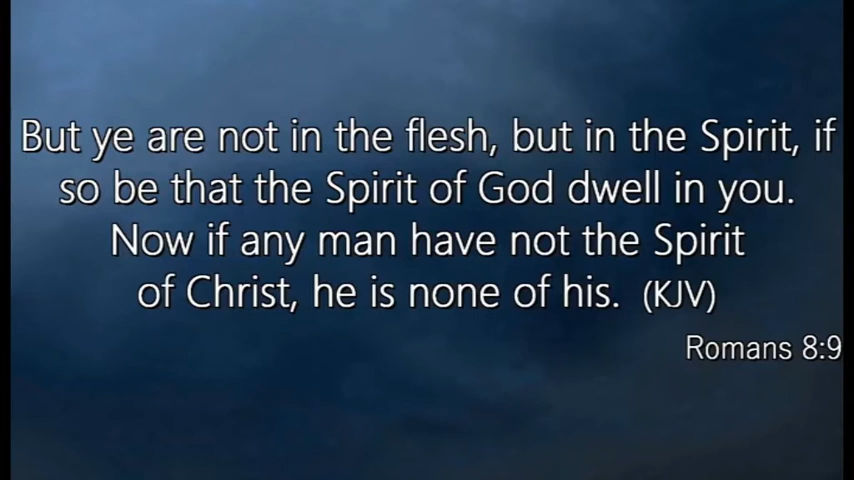 But ye are not in the flesh, but in the Spirit, if
so be that the Spirit of God dwell in you.
Now if any man have not the Spirit
of Christ, he is none of his. (KJV)
Romans 8:9